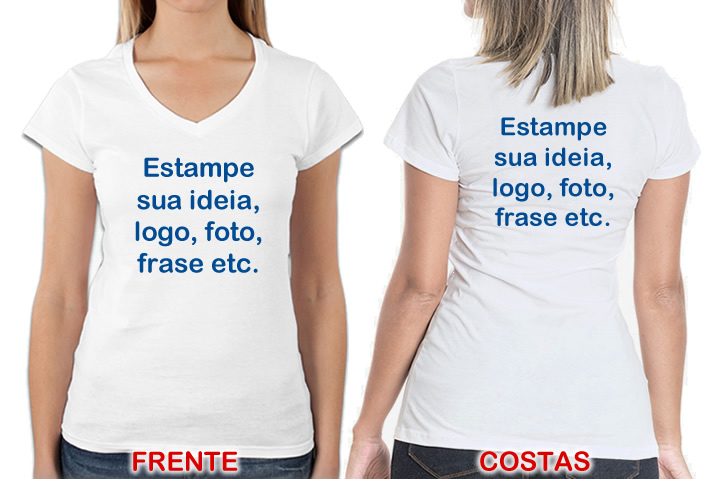 Estampe
sua ideia,
logo, foto,
frase etc.
FRENTE
Estampe
sua ideia,
logo, foto,
frase etc.
COSTAS